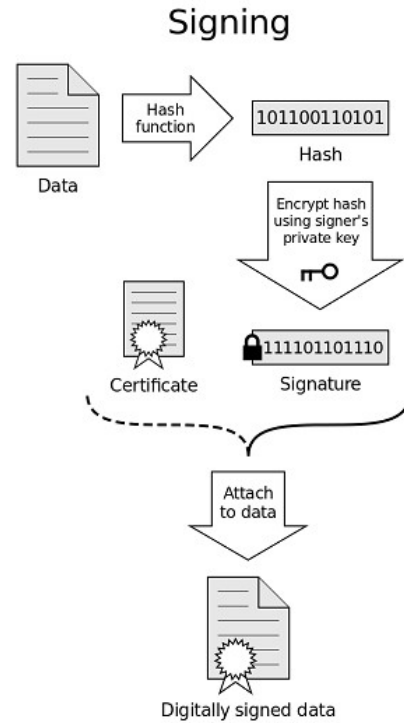 Signing
Hash
function
101100110101
Hash
Data
Encrypt hash
using signer's
private key
111101101110
Certificate
Signature
Attach
to data
Digitally signed data